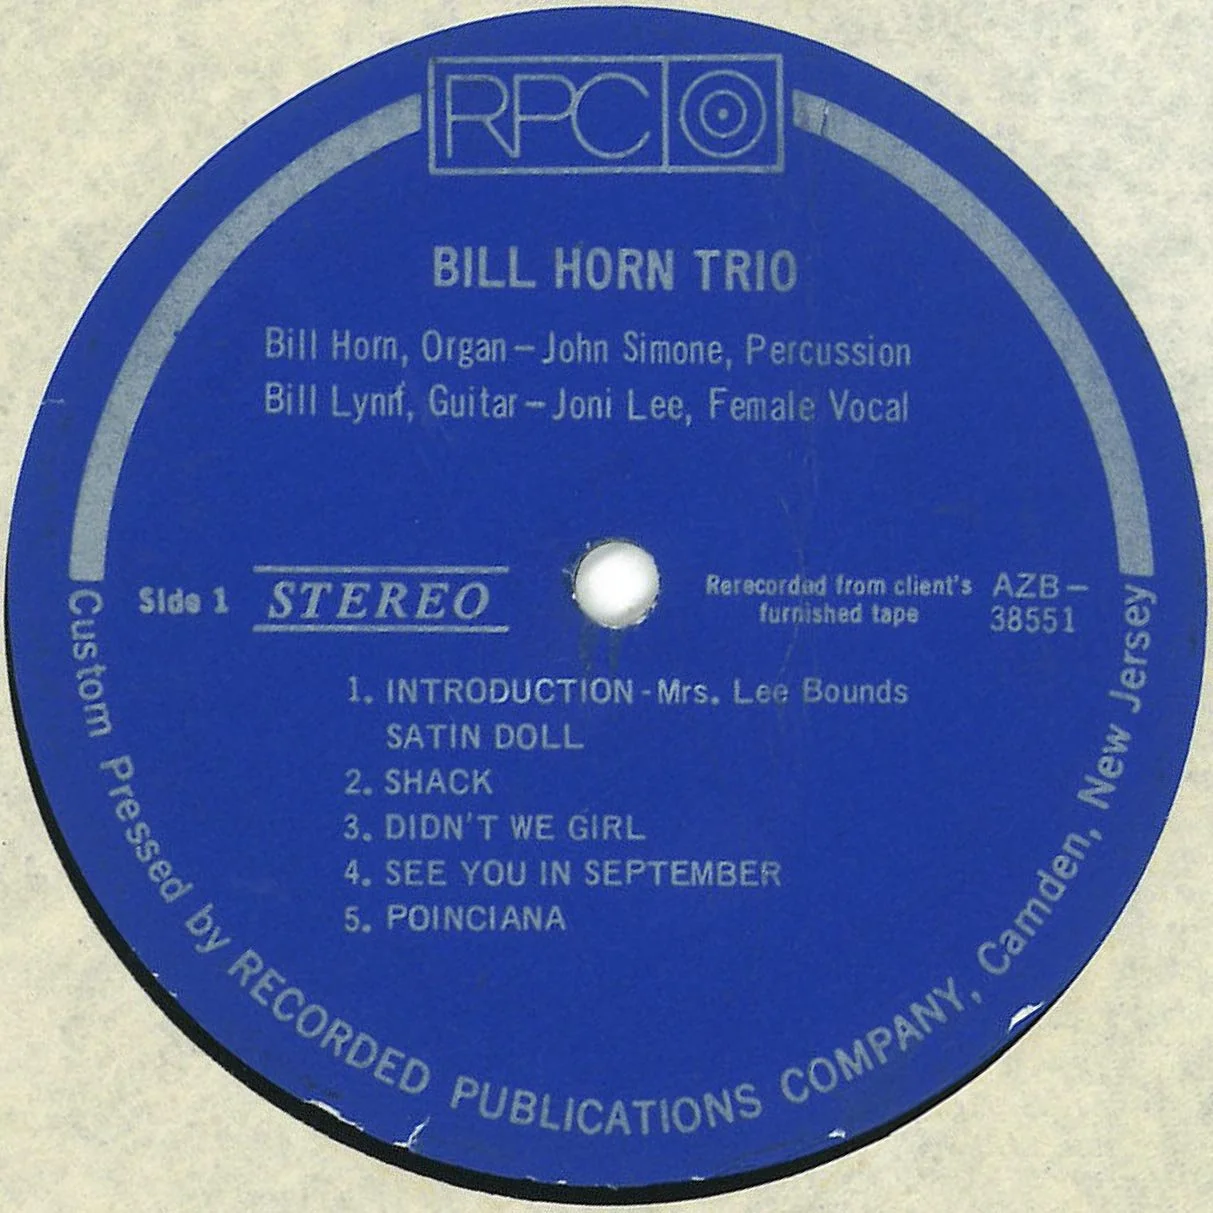 RPC
BILL HORN TRIO
Bill Horn, Organ – John Simone, Percussion
Bill Lynn, Guitar – Joni Lee, Female Vocal
Side 1
STEREO
Rerecorded from client's
furnished tape
AZB–
38551
1. INTRODUCTION - Mrs. Lee Bounds
SATIN DOLL
2. SHACK
3. DIDN'T WE GIRL
4. SEE YOU IN SEPTEMBER
5. POINCIANA
Custom Pressed by RECORDED PUBLICATIONS COMPANY, Camden, New Jersey